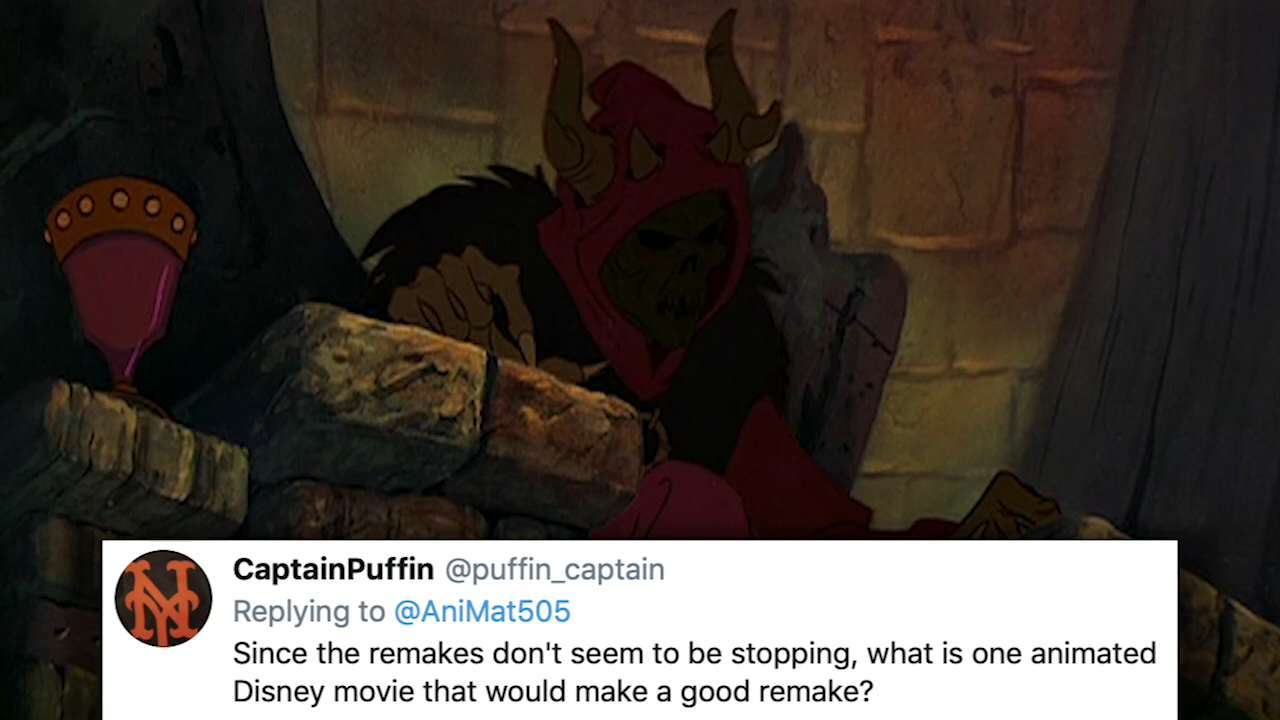 CaptainPuffin @puffin_captain
Replying to @AniMat505
Since the remakes don't seem to be stopping, what is one animated
Disney movie that would make a good remake?